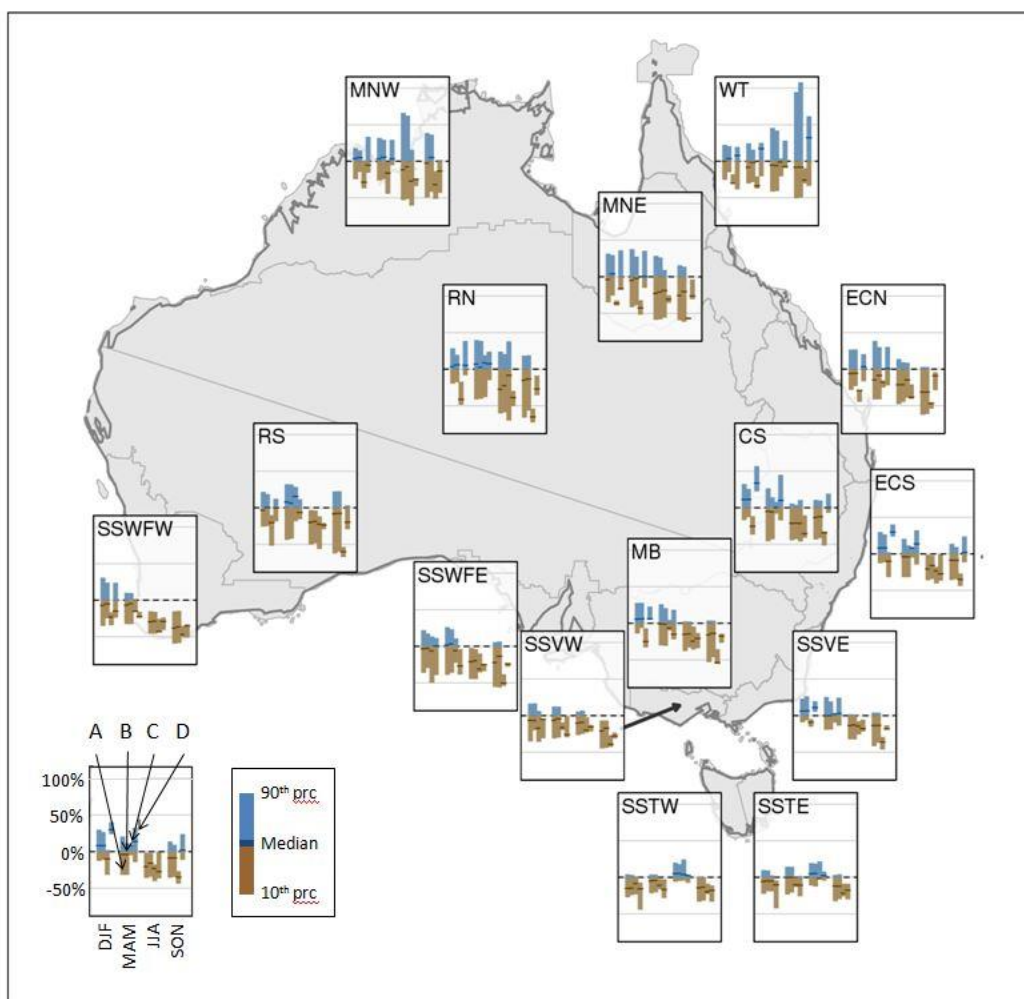 MNW
WT
MNE
RN
ECN
RS
CS
ECS
SSWFW
MB
SSWFE
SSVW
SSVE
A B C D
SSTW
SSTE
100%
50%
0%
-50%
90th prc
Median
10th prc
DJF
MAM
JJA
SON